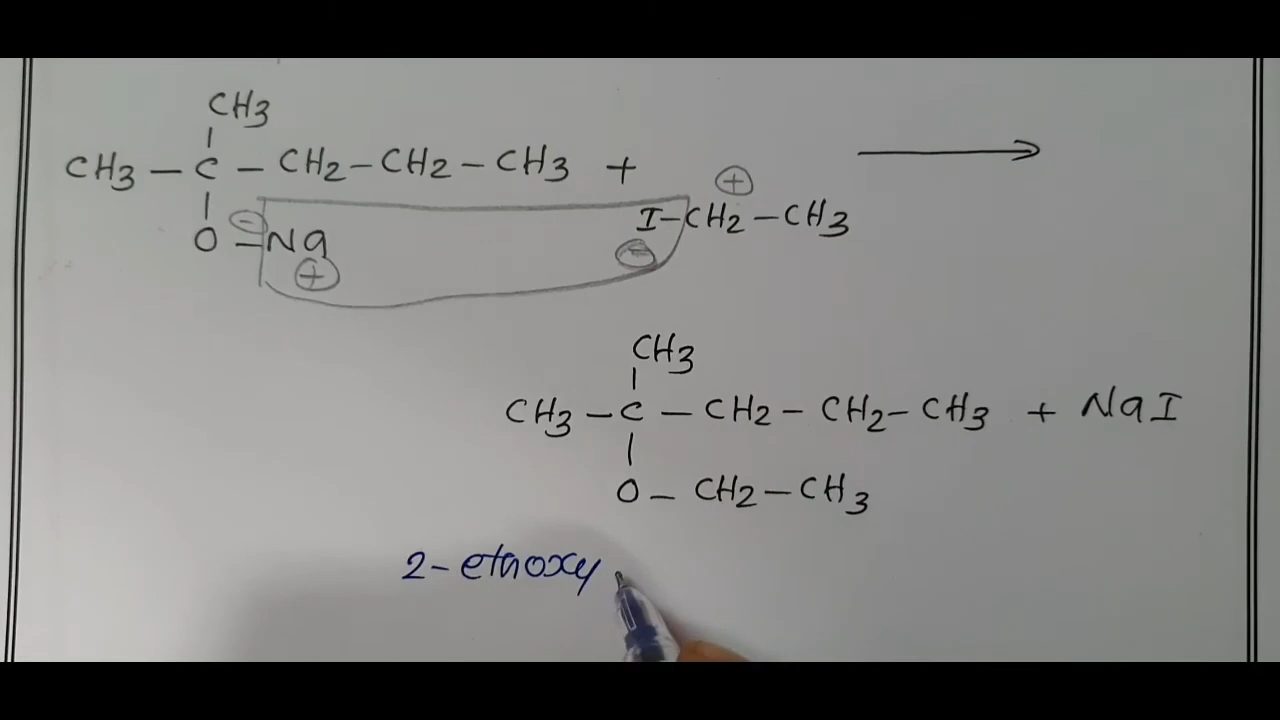 CH3
CH3 – C – CH2 – CH2 – CH3 +
I – CH2 – CH3
O – Na
CH3
CH3 – C – CH2 – CH2 – CH3 + NaI
O – CH2 – CH3
2 - ethoxy